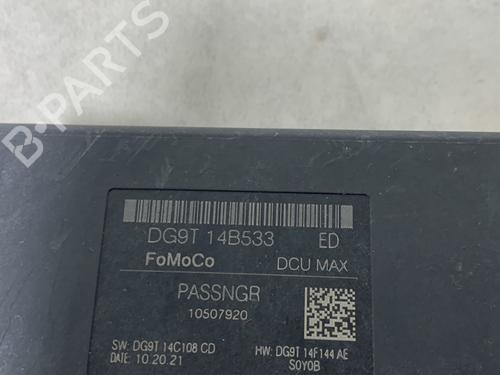 B-PARTS
DG9T 14B533 ED
FoMoCo DCU MAX
PASSNGR
10507920
SW: DG9T 14C108 CD HW: DG9T 14F144 AE
DATE: 10.20.21 S0Y0B